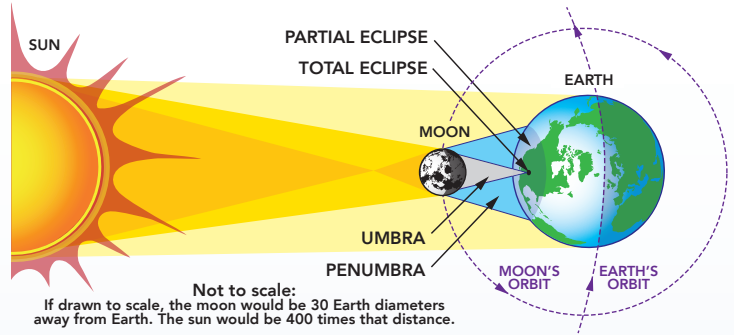 SUN
PARTIAL ECLIPSE
TOTAL ECLIPSE
EARTH
MOON
UMBRA
PENUMBRA
MOON'S
ORBIT
EARTH'S
ORBIT
Not to scale:
If drawn to scale, the moon would be 30 Earth diameters
away from Earth. The sun would be 400 times that distance.